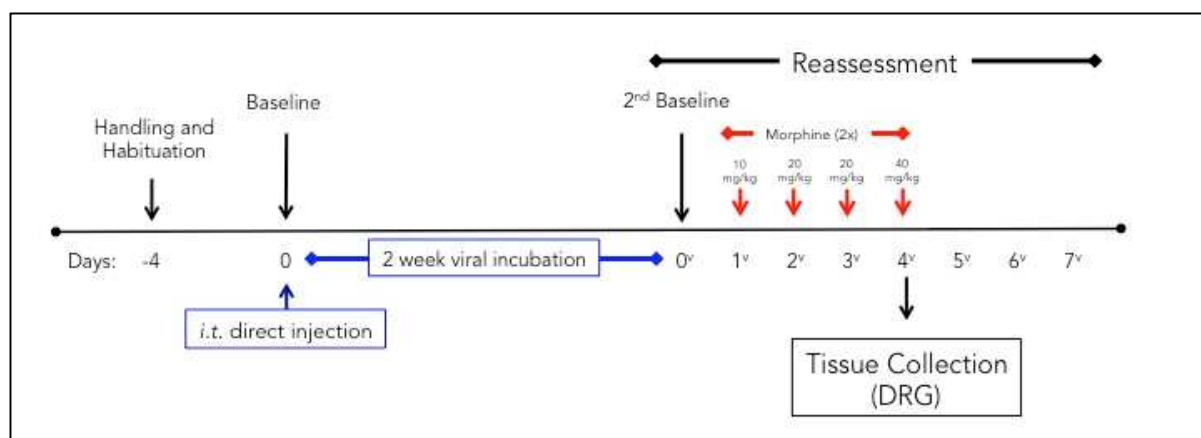 Reassessment
Baseline
2nd Baseline
Handling and
Habituation
Morphine (2x)
10
mg/kg
20
mg/kg
20
mg/kg
40
mg/kg
Days: -4 0 2 week viral incubation 0v 1v 2v 3v 4v 5v 6v 7v
i.t. direct injection
Tissue Collection
(DRG)